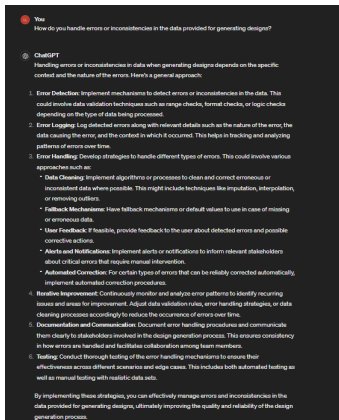 You
How do you handle errors or inconsistencies in the data provided for generating designs?
ChatGPT
Handling errors or inconsistencies in data when generating designs depends on the specific
context and the nature of the errors. Here's a general approach:
1. Error Detection: Implement mechanisms to detect errors or inconsistencies in the data. This
could involve data validation techniques such as range checks, format checks, or logic checks
depending on the type of data being processed.
2. Error Logging: Log detected errors along with relevant details such as the nature of the error, the
data causing the error, and the context in which it occurred. This helps in tracking and analyzing
patterns of errors over time.
3. Error Handling: Develop strategies to handle different types of errors. This could involve various
approaches such as:
• Data Cleaning: Implement algorithms or processes to clean and correct erroneous or
inconsistent data where possible. This might include techniques like imputation, interpolation,
or removing outliers.
• Fallback Mechanisms: Have fallback mechanisms or default values to use in case of missing
or erroneous data.
• User Feedback: If feasible, provide feedback to the user about detected errors and possible
corrective actions.
• Alerts and Notifications: Implement alerts or notifications to inform relevant stakeholders
about critical errors that require manual intervention.
• Automated Correction: For certain types of errors that can be reliably corrected automatically,
implement automated correction procedures.
4. Iterative Improvement: Continuously monitor and analyze error patterns to identify recurring
issues and areas for improvement. Adjust data validation rules, error handling strategies, or data
cleaning processes accordingly to reduce the occurrence of errors over time.
5. Documentation and Communication: Document error handling procedures and communicate
them clearly to stakeholders involved in the design generation process. This ensures consistency
in how errors are handled and facilitates collaboration among team members.
6. Testing: Conduct thorough testing of the error handling mechanisms to ensure their
effectiveness across different scenarios and edge cases. This includes both automated testing as
well as manual testing with realistic data sets.
By implementing these strategies, you can effectively manage errors and inconsistencies in the
data provided for generating designs, ultimately improving the quality and reliability of the design
generation process.